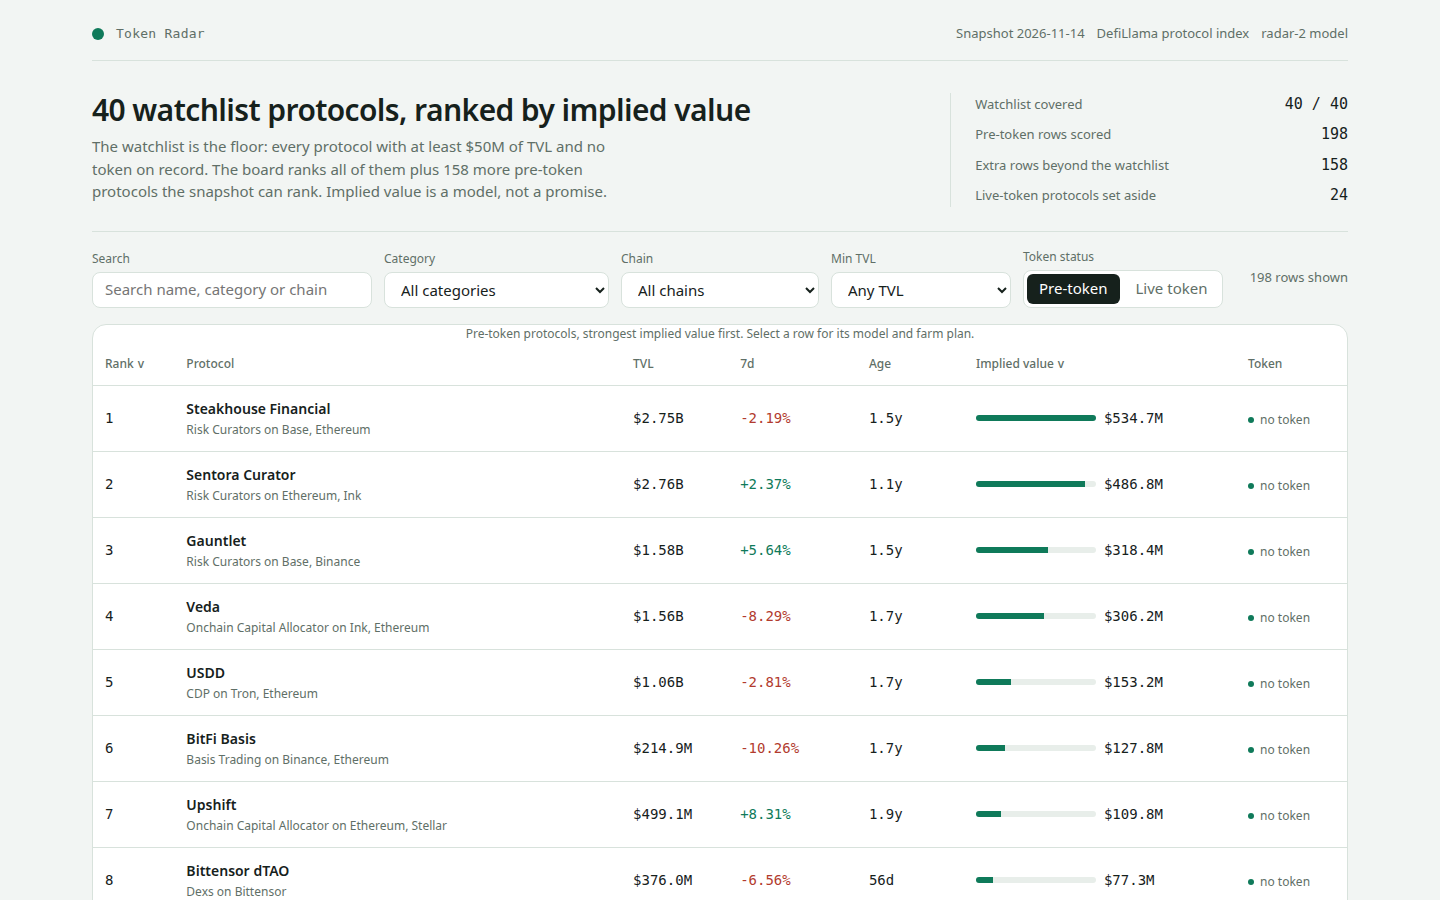 Token Radar
Snapshot 2026-11-14 DefiLlama protocol index radar-2 model
40 watchlist protocols, ranked by implied value
The watchlist is the floor: every protocol with at least $50M of TVL and no
token on record. The board ranks all of them plus 158 more pre-token
protocols the snapshot can rank. Implied value is a model, not a promise.
Watchlist covered 40 / 40
Pre-token rows scored 198
Extra rows beyond the watchlist 158
Live-token protocols set aside 24
Search Category Chain Min TVL Token status
Search name, category or chain All categories All chains Any TVL Pre-token Live token 198 rows shown
Pre-token protocols, strongest implied value first. Select a row for its model and farm plan.
Rank v Protocol TVL 7d Age Implied value v Token
1 Steakhouse Financial $2.75B -2.19% 1.5y $534.7M no token
Risk Curators on Base, Ethereum
2 Sentora Curator $2.76B +2.37% 1.1y $486.8M no token
Risk Curators on Ethereum, Ink
3 Gauntlet $1.58B +5.64% 1.5y $318.4M no token
Risk Curators on Base, Binance
4 Veda $1.56B -8.29% 1.7y $306.2M no token
Onchain Capital Allocator on Ink, Ethereum
5 USDD $1.06B -2.81% 1.7y $153.2M no token
CDP on Tron, Ethereum
6 BitFi Basis $214.9M -10.26% 1.7y $127.8M no token
Basis Trading on Binance, Ethereum
7 Upshift $499.1M +8.31% 1.9y $109.8M no token
Onchain Capital Allocator on Ethereum, Stellar
8 Bittensor dTAO $376.0M -6.56% 56d $77.3M no token
Dexs on Bittensor